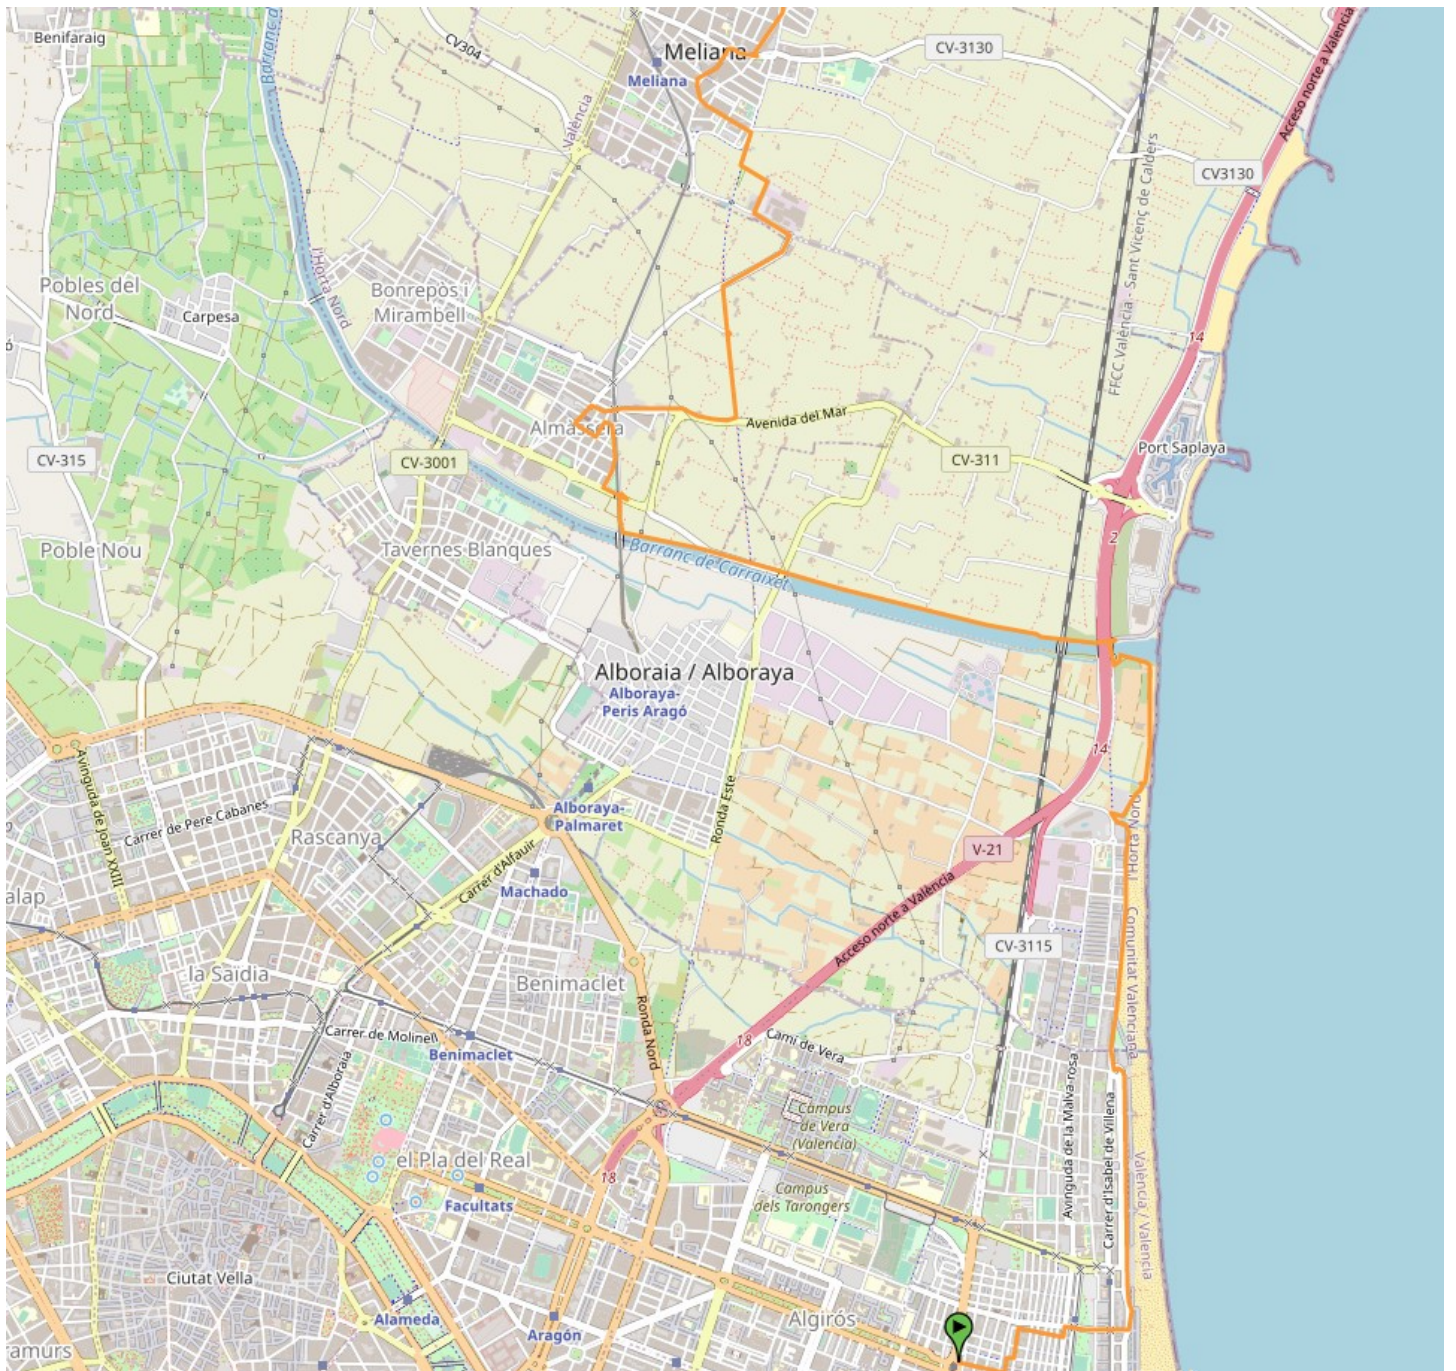 Benifaraig
Barranc d
CV304
Meliana
Meliana
CV-3130
Acceso norte a València
València
FFCC València - Sant Vicenç de Calders
CV3130
l'Horta Nord
Pobles del
Nord
Carpesa
Bonrepòs i
Mirambell
14
ó
Almàssera
Avenida del Mar
Port Saplaya
CV-315
CV-3001
CV-311
2
Poble Nou
Tavernes Blanques
Barranc de Carraixet
Alboraia / Alboraya
Alboraya-
Peris Aragó
14
Avinguda de Joan XXIII
Carrer de Pere Cabanes
Rascanya
Alboraya-
Palmaret
Ronda Este
Horta Nord
V-21
Carrer d'Alfauir
Machado
alap
Acceso norte a València
CV-3115
Comunitat Valenciana
la Saïdia
Benimaclet
Ronda Nord
Carrer de Molinell
Benimaclet
18
Camí de Vera
Carrer d'Alboraia
Campus
de Vera
(Valencia)
Avinguda de la Malva-rosa
Carrer d'Isabel de Villena
el Pla del Real
18
Facultats
Campus
dels Tarongers
València / Valencia
Ciutat Vella
Alameda
Aragón
Algirós
ramurs